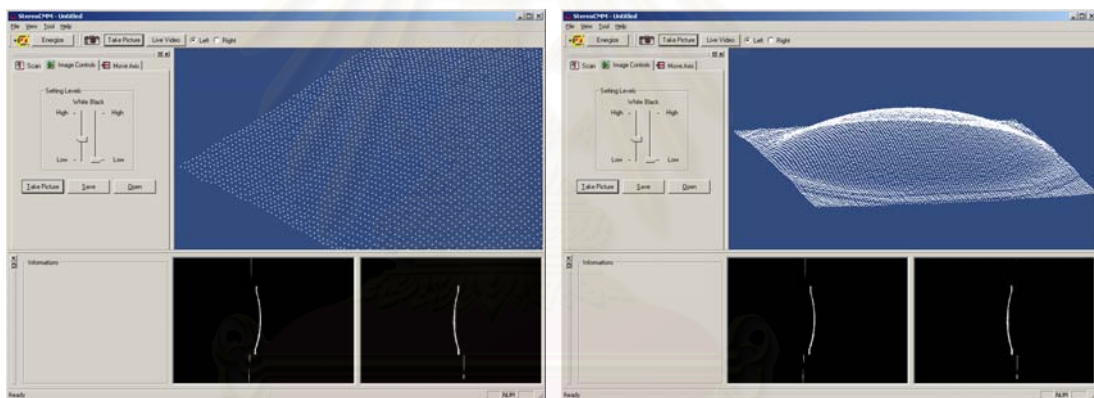 StereoCMM - Untitled
File View Tool Help
Energize Take Picture Live Video Left Right
Scan Image Controls Move Axis
Setting Levels
White Black
High High
Low Low
Take Picture Save Open
Informations
Ready NUM
StereoCMM - Untitled
File View Tool Help
Energize Take Picture Live Video Left Right
Scan Image Controls Move Axis
Setting Levels
White Black
High High
Low Low
Take Picture Save Open
Informations
Ready NUM